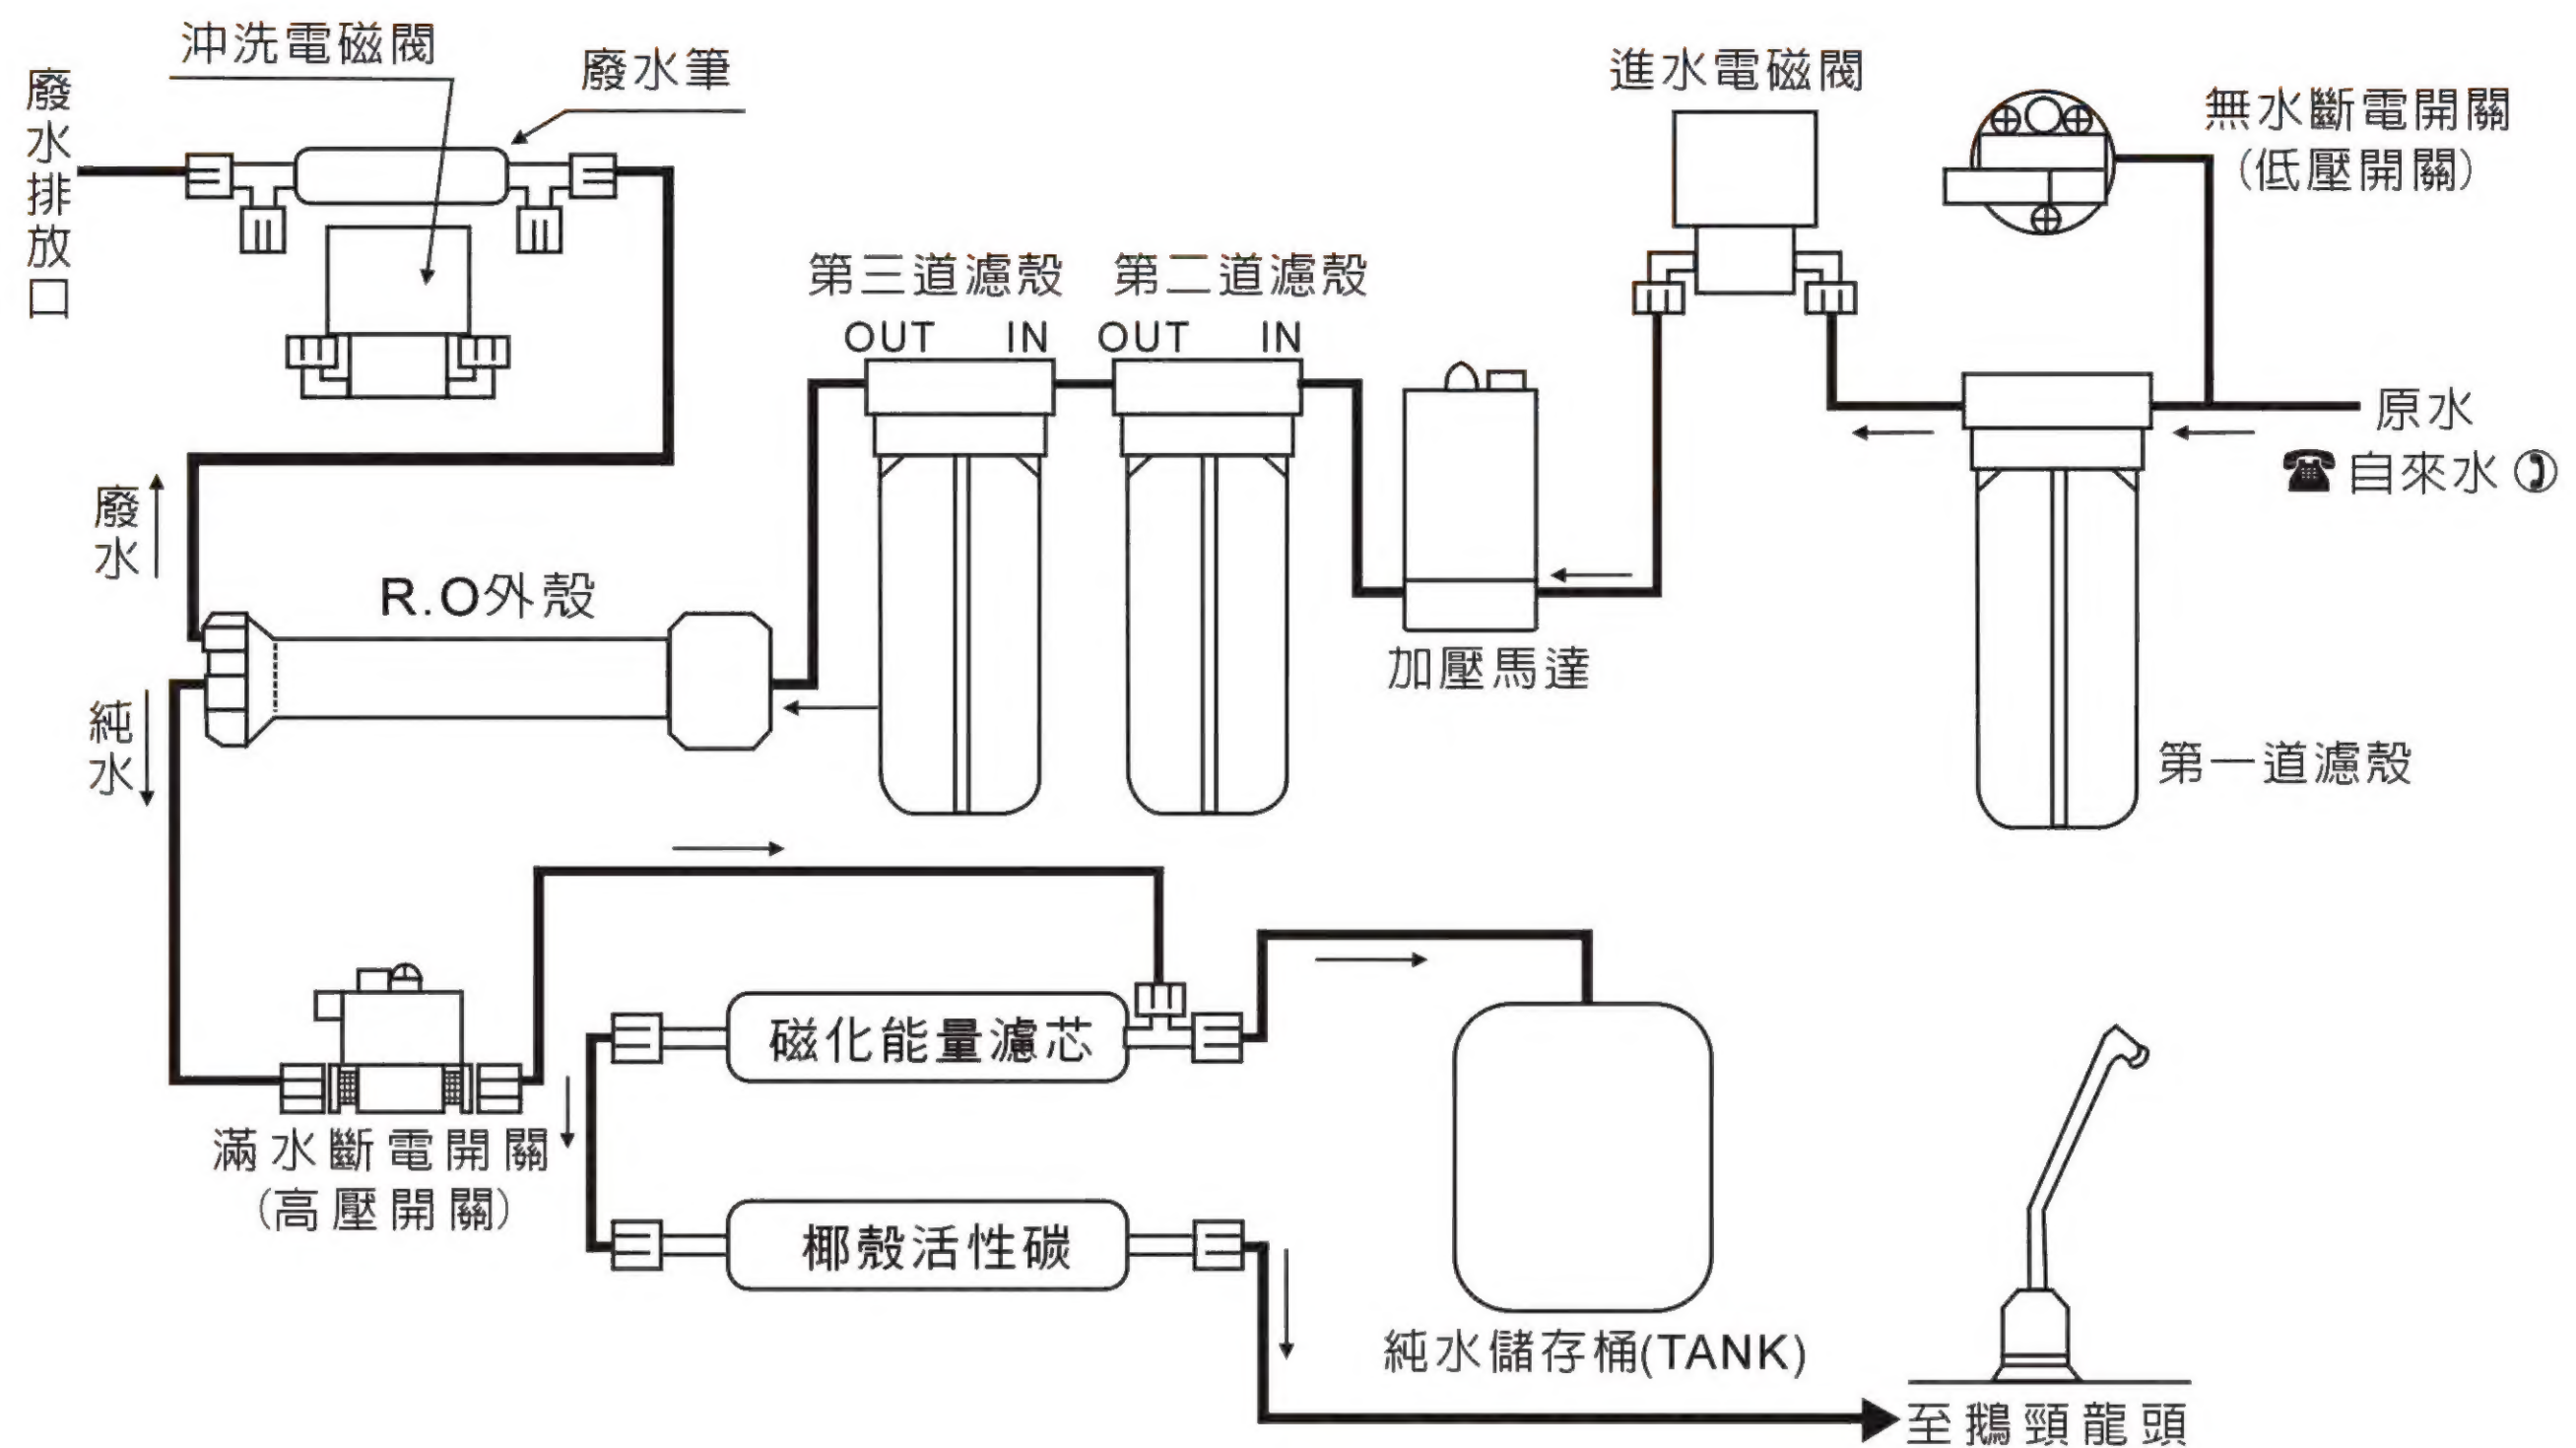 沖洗電磁閥
廢水筆
廢水排放口
進水電磁閥
無水斷電開關
(低壓開關)
第三道濾殼
第二道濾殼
OUT IN
OUT IN
原水
☎自來水✆
廢水
R.O外殼
加壓馬達
純水
第一道濾殼
磁化能量濾芯
滿水斷電開關
(高壓開關)
椰殼活性碳
純水儲存桶(TANK)
至鵝頸龍頭